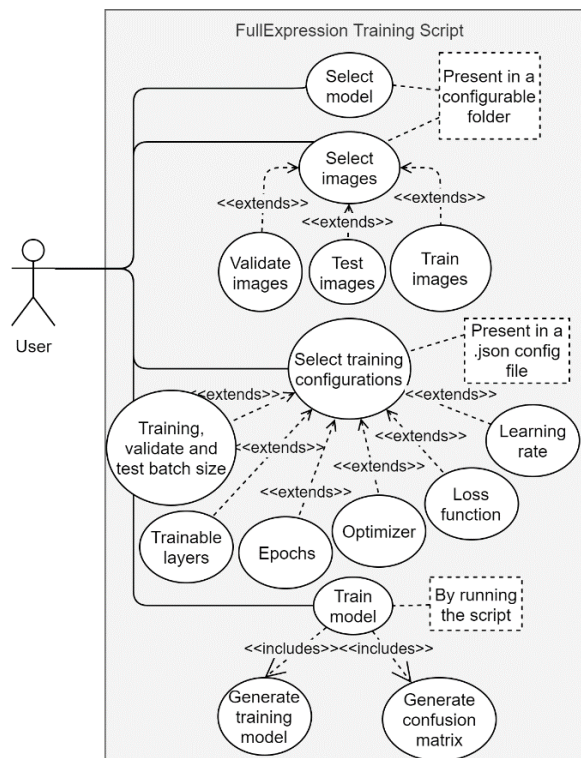 FullExpression Training Script
Select
model
Present in a
configurable
folder
Select
images
<<extends>>
<<extends>>
<<extends>>
Validate
images
Test
images
Train
images
User
Select training
configurations
Present in a
.json config
file
<<extends>>
<<extends>>
Training,
validate and
test batch size
<<extends>>
<<extends>>
Learning
rate
<<extends>>
<<extends>>
Trainable
layers
Epochs
Optimizer
Loss
function
Train
model
By running
the script
<<includes>>
<<includes>>
Generate
training
model
Generate
confusion
matrix